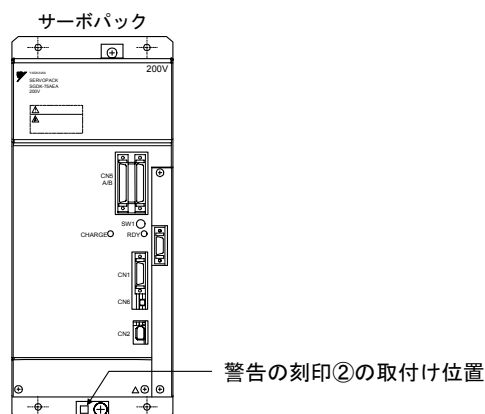 サーボパック
200V
YASKAWA
SERVOPACK
SGDK-75AEA
200V
CN5
A/B
SW1
CHARGE
RDY
CN1
CN6
CN2
警告の刻印②の取付け位置